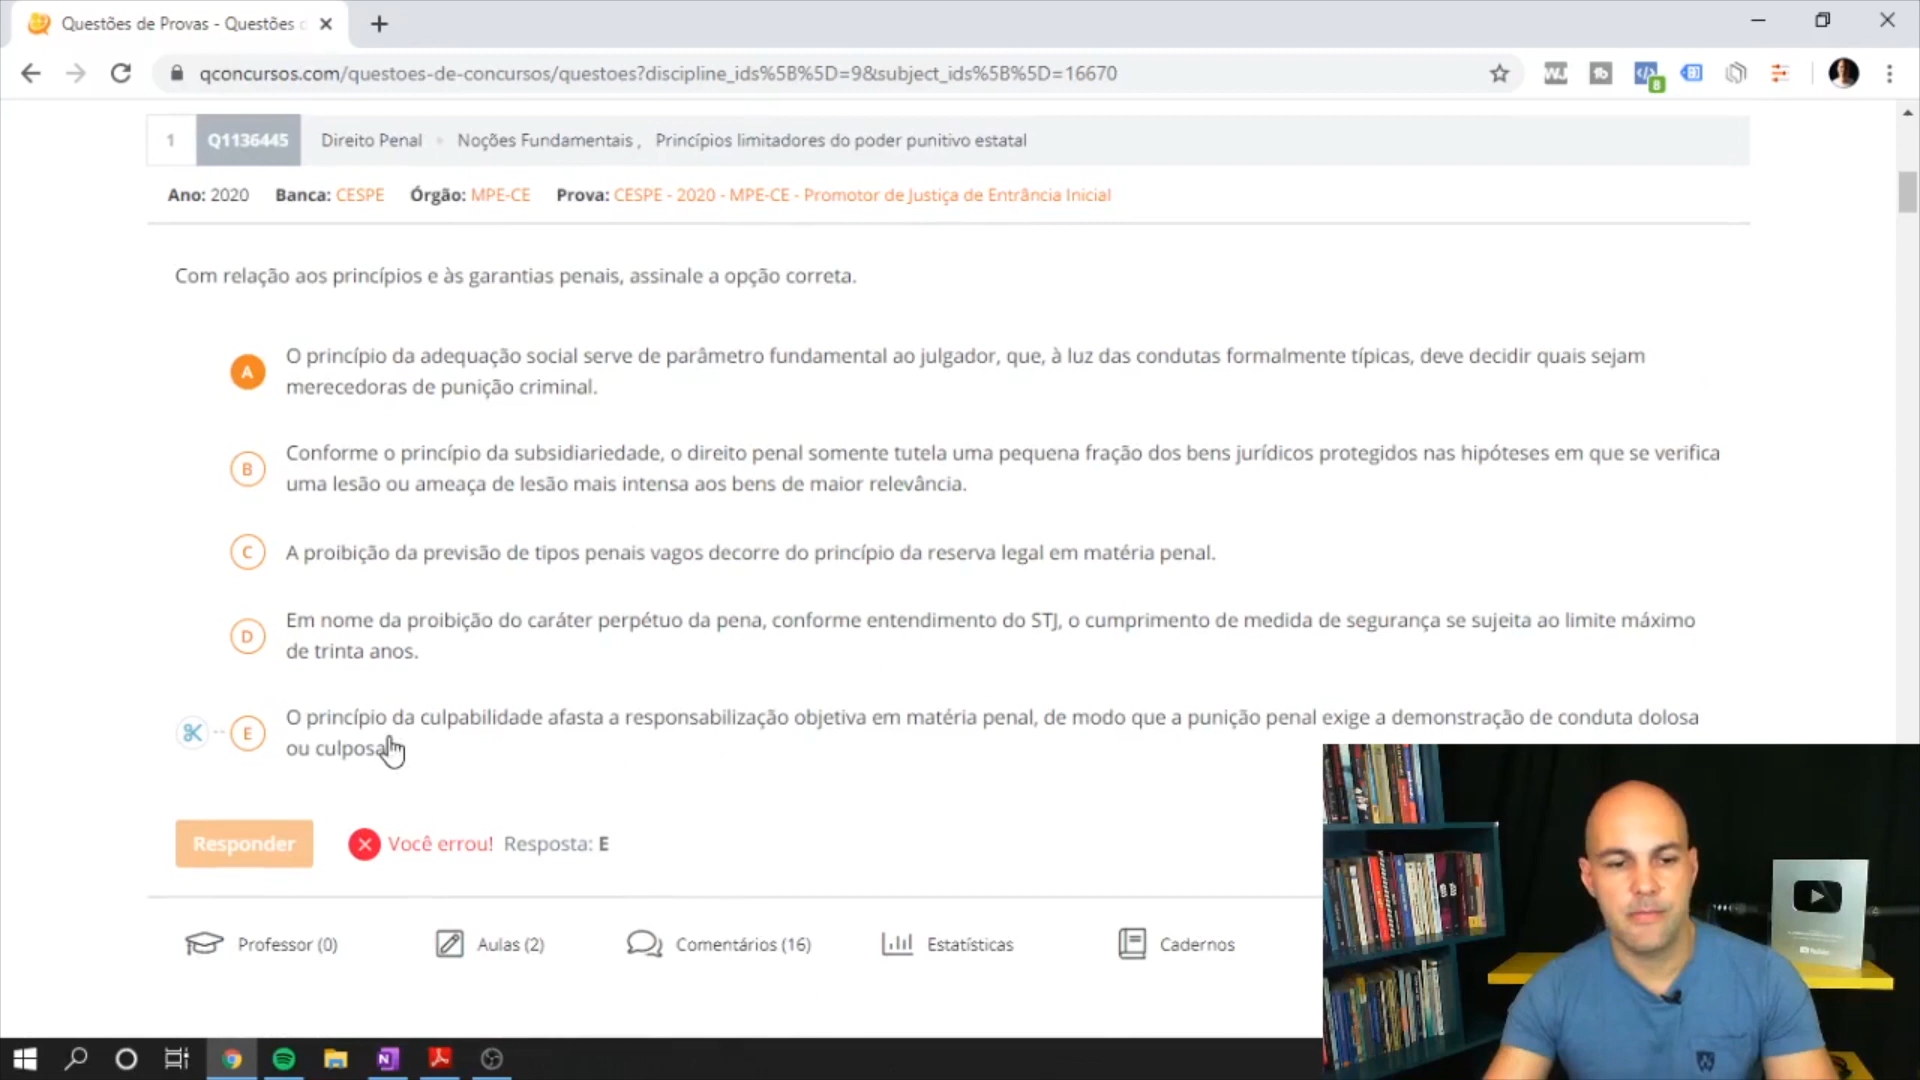 Questões de Provas - Questões d
qconcursos.com/questoes-de-concursos/questoes?discipline_ids%5B%5D=9&subject_ids%5B%5D=16670
8
1 Q1136445 Direito Penal Noções Fundamentais , Princípios limitadores do poder punitivo estatal
Ano: 2020 Banca: CESPE Órgão: MPE-CE Prova: CESPE - 2020 - MPE-CE - Promotor de Justiça de Entrância Inicial
Com relação aos princípios e às garantias penais, assinale a opção correta.
A O princípio da adequação social serve de parâmetro fundamental ao julgador, que, à luz das condutas formalmente típicas, deve decidir quais sejam
merecedoras de punição criminal.
B Conforme o princípio da subsidiariedade, o direito penal somente tutela uma pequena fração dos bens jurídicos protegidos nas hipóteses em que se verifica
uma lesão ou ameaça de lesão mais intensa aos bens de maior relevância.
C A proibição da previsão de tipos penais vagos decorre do princípio da reserva legal em matéria penal.
D Em nome da proibição do caráter perpétuo da pena, conforme entendimento do STJ, o cumprimento de medida de segurança se sujeita ao limite máximo
de trinta anos.
E O princípio da culpabilidade afasta a responsabilização objetiva em matéria penal, de modo que a punição penal exige a demonstração de conduta dolosa
ou culposa
Responder Você errou! Resposta: E
Professor (0) Aulas (2) Comentários (16) Estatísticas Cadernos